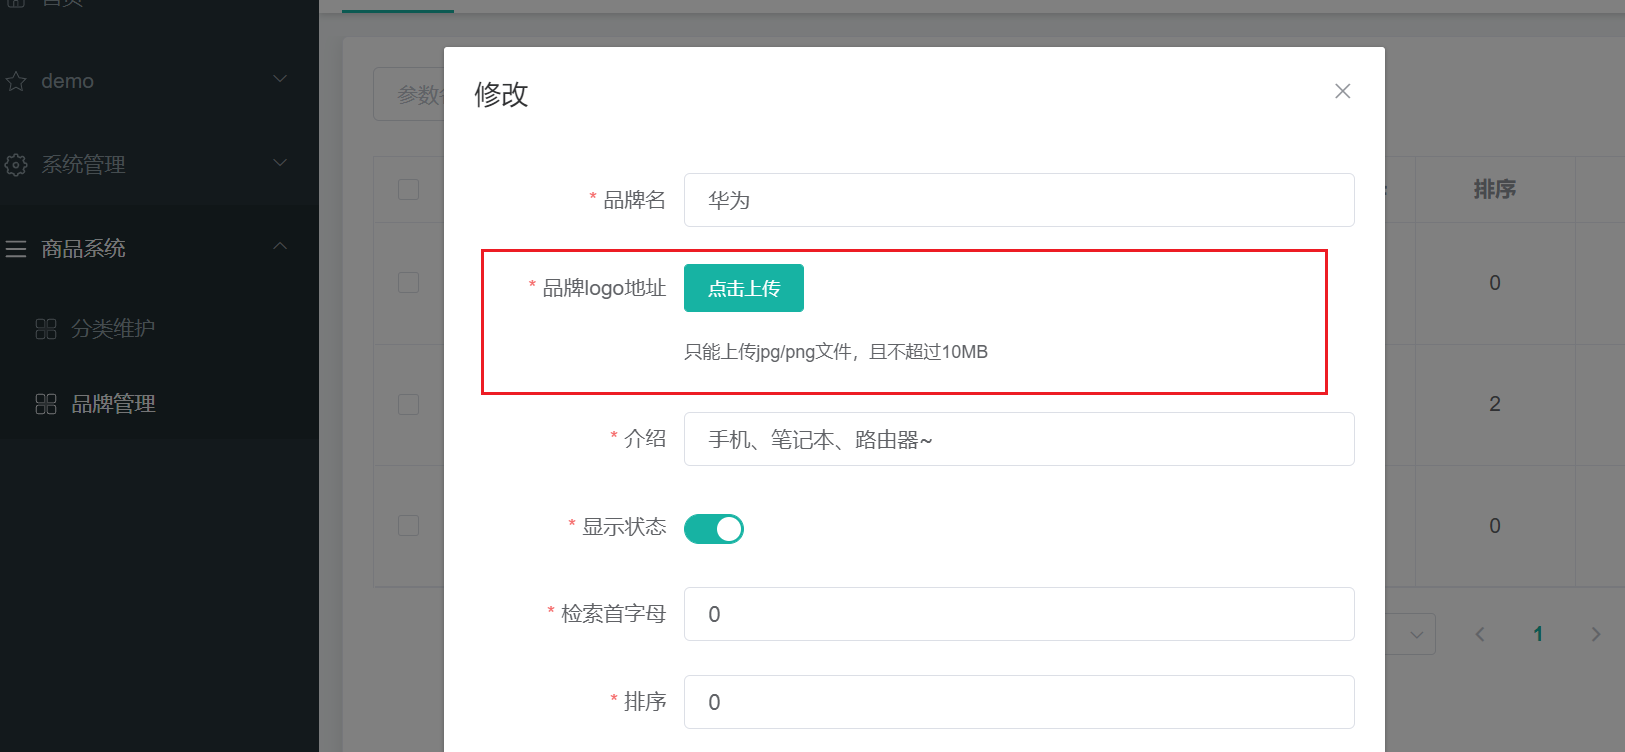 首页
demo
系统管理
商品系统
分类维护
品牌管理
参数
排序
0
2
0
1
修改
* 品牌名
华为
* 品牌logo地址
点击上传
只能上传jpg/png文件，且不超过10MB
* 介绍
手机、笔记本、路由器~
* 显示状态
* 检索首字母
0
* 排序
0